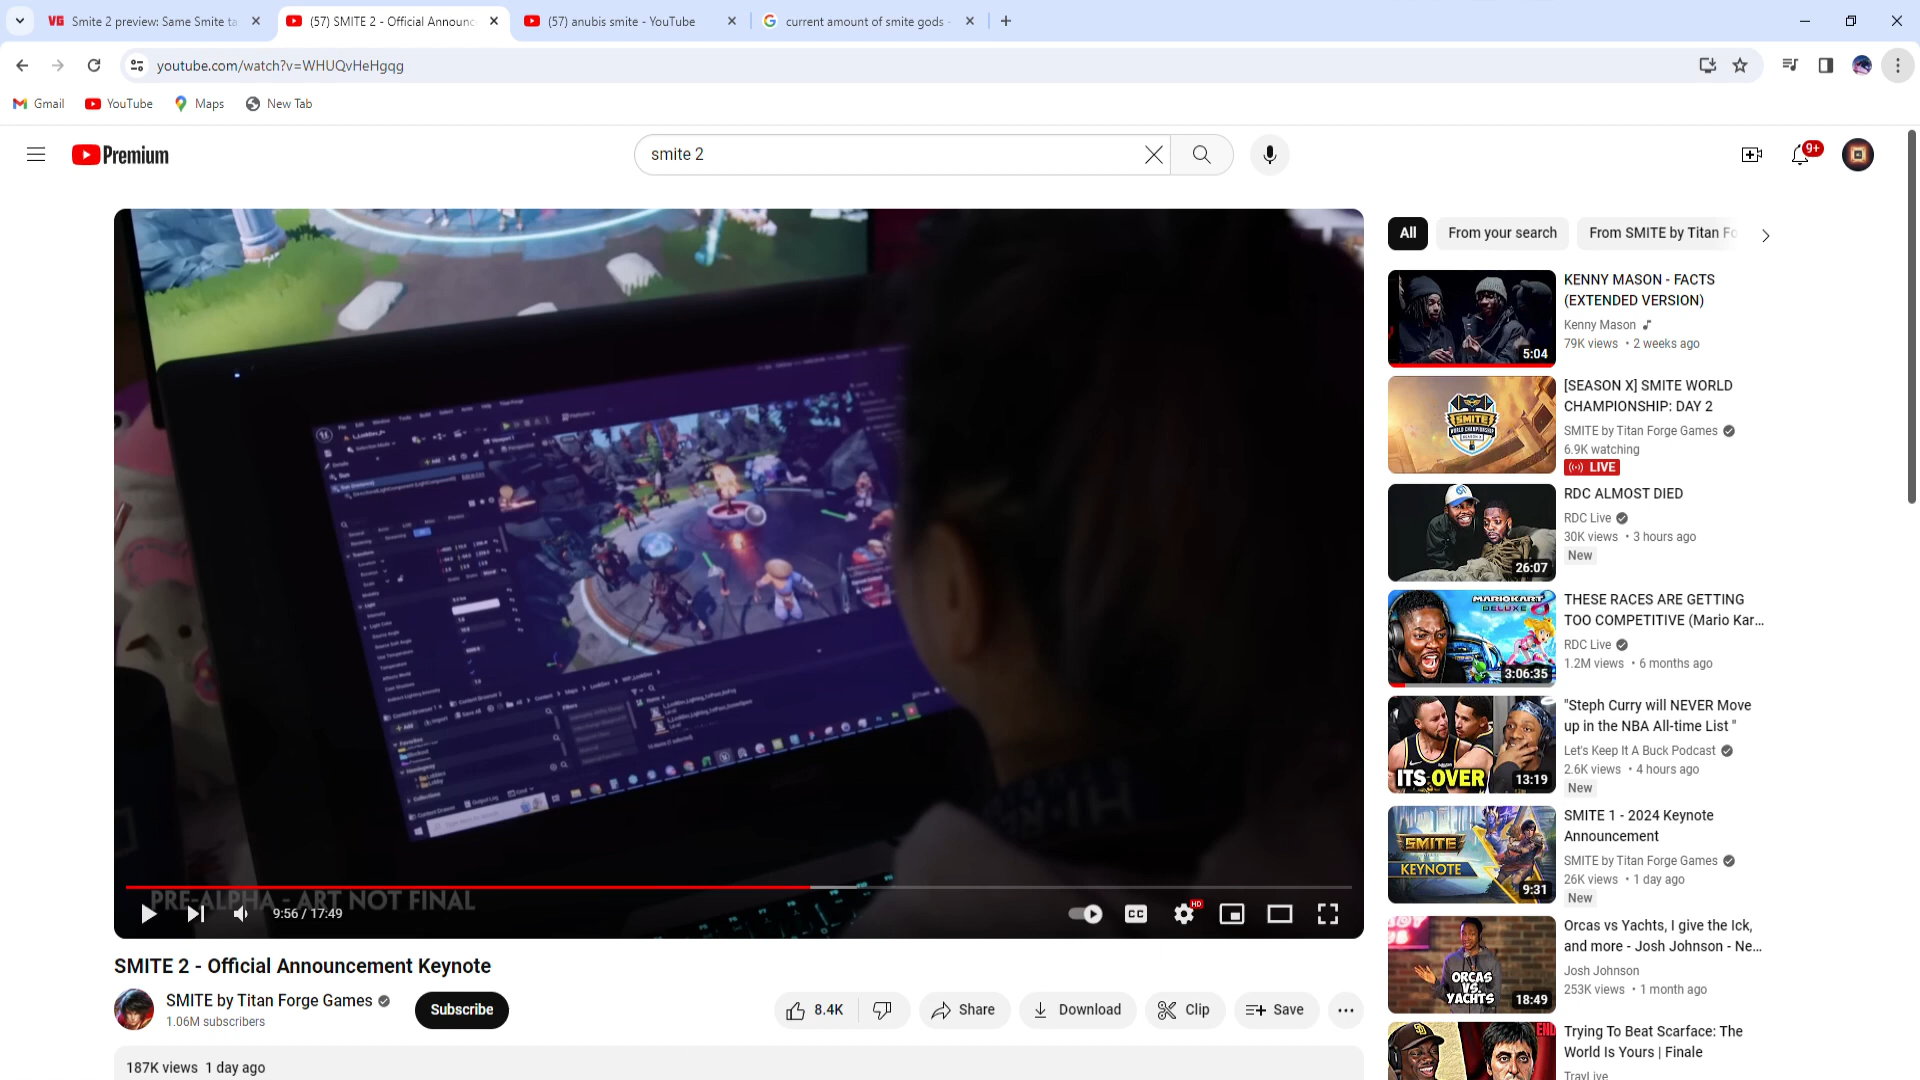 Smite 2 preview: Same Smite ta
(57) SMITE 2 - Official Announc
(57) anubis smite - YouTube
current amount of smite gods -
youtube.com/watch?v=WHUQvHeHgqg
Gmail
YouTube
Maps
New Tab
Premium
smite 2
9+
All
From your search
From SMITE by Titan Fo
KENNY MASON - FACTS
(EXTENDED VERSION)
Kenny Mason
79K views • 2 weeks ago
5:04
[SEASON X] SMITE WORLD
CHAMPIONSHIP: DAY 2
SMITE by Titan Forge Games
6.9K watching
LIVE
SMITE
WORLD CHAMPIONSHIP
SEASON X
RDC ALMOST DIED
RDC Live
30K views • 3 hours ago
New
26:07
MARIOKART 8
DELUXE
THESE RACES ARE GETTING
TOO COMPETITIVE (Mario Kar...
RDC Live
1.2M views • 6 months ago
3:06:35
"Steph Curry will NEVER Move
up in the NBA All-time List "
Let's Keep It A Buck Podcast
2.6K views • 4 hours ago
New
ITS OVER
13:19
SMITE 1 - 2024 Keynote
Announcement
SMITE by Titan Forge Games
26K views • 1 day ago
New
SMITE
KEYNOTE
9:31
Orcas vs Yachts, I give the Ick,
and more - Josh Johnson - Ne...
Josh Johnson
253K views • 1 month ago
ORCAS
VS.
YACHTS
18:49
Trying To Beat Scarface: The
World Is Yours | Finale
TrayLive
END
PRE-ALPHA - ART NOT FINAL
9:56 / 17:49
CC
HD
SMITE 2 - Official Announcement Keynote
SMITE by Titan Forge Games
1.06M subscribers
Subscribe
8.4K
Share
Download
Clip
Save
187K views 1 day ago